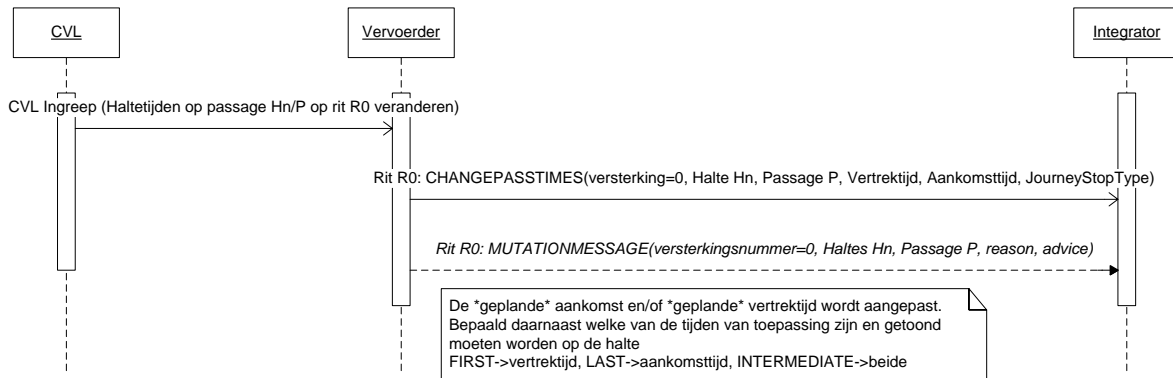 CVL
Vervoerder
Integrator
CVL Ingreep (Haltetijden op passage Hn/P op rit R0 veranderen)
Rit R0: CHANGEPASSTIMES(versterking=0, Halte Hn, Passage P, Vertrektijd, Aankomsttijd, JourneyStopType)
Rit R0: MUTATIONMESSAGE(versterkingsnummer=0, Haltes Hn, Passage P, reason, advice)
De *geplande* aankomst en/of *geplande* vertrektijd wordt aangepast.
Bepaald daarnaast welke van de tijden van toepassing zijn en getoond
moeten worden op de halte
FIRST->vertrektijd, LAST->aankomsttijd, INTERMEDIATE->beide